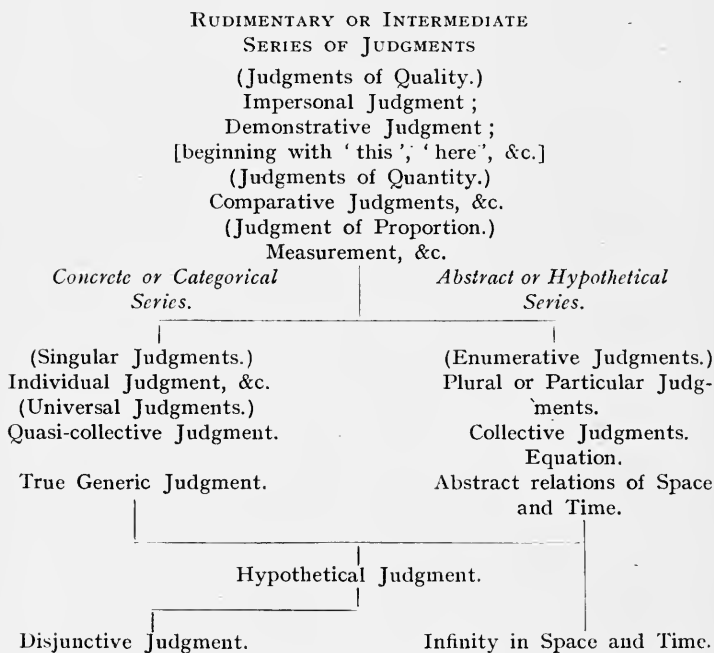 RUDIMENTARY OR INTERMEDIATE
SERIES OF JUDGMENTS
(Judgments of Quality.)
Impersonal Judgment ;
Demonstrative Judgment ;
[beginning with ' this ', ' here ', &c.]
(Judgments of Quantity.)
Comparative Judgments, &c.
(Judgment of Proportion.)
Measurement, &c.
Concrete or Categorical
Series.
Abstract or Hypothetical
Series.
(Singular Judgments.)
Individual Judgment, &c.
(Universal Judgments.)
Quasi-collective Judgment.
True Generic Judgment.
(Enumerative Judgments.)
Plural or Particular Judg-
ments.
Collective Judgments.
Equation.
Abstract relations of Space
and Time.
Hypothetical Judgment.
Disjunctive Judgment.
Infinity in Space and Time.